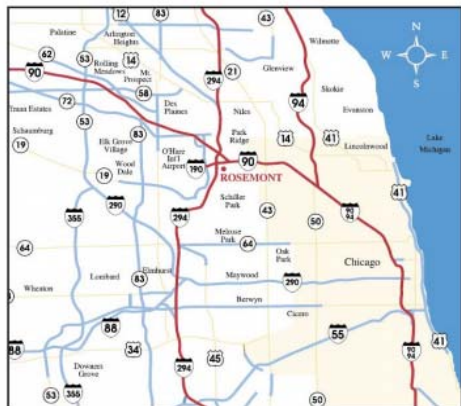 12
83
43
N
W
E
S
Palatine
Arlington
Heights
62
53
14
Rolling
Meadows
Mt.
Prospect
90
58
294
21
Glenview
Wilmette
94
Skokie
Evanston
72
Des
Plaines
Niles
53
83
Park
Ridge
14
41
Lincolnwood
Lake
Michigan
Schaumburg
19
Elk Grove
Village
Wood
Dale
O'Hare
Int'l
Airport
190
90
ROSEMONT
19
290
355
Schiller
Park
294
43
50
90
94
41
64
Melrose
Park
64
Oak
Park
Chicago
Wheaton
Lombard
Elmhurst
83
Maywood
290
Berwyn
Cicero
88
88
34
55
45
294
90
94
41
Downers
Grove
53
355
50